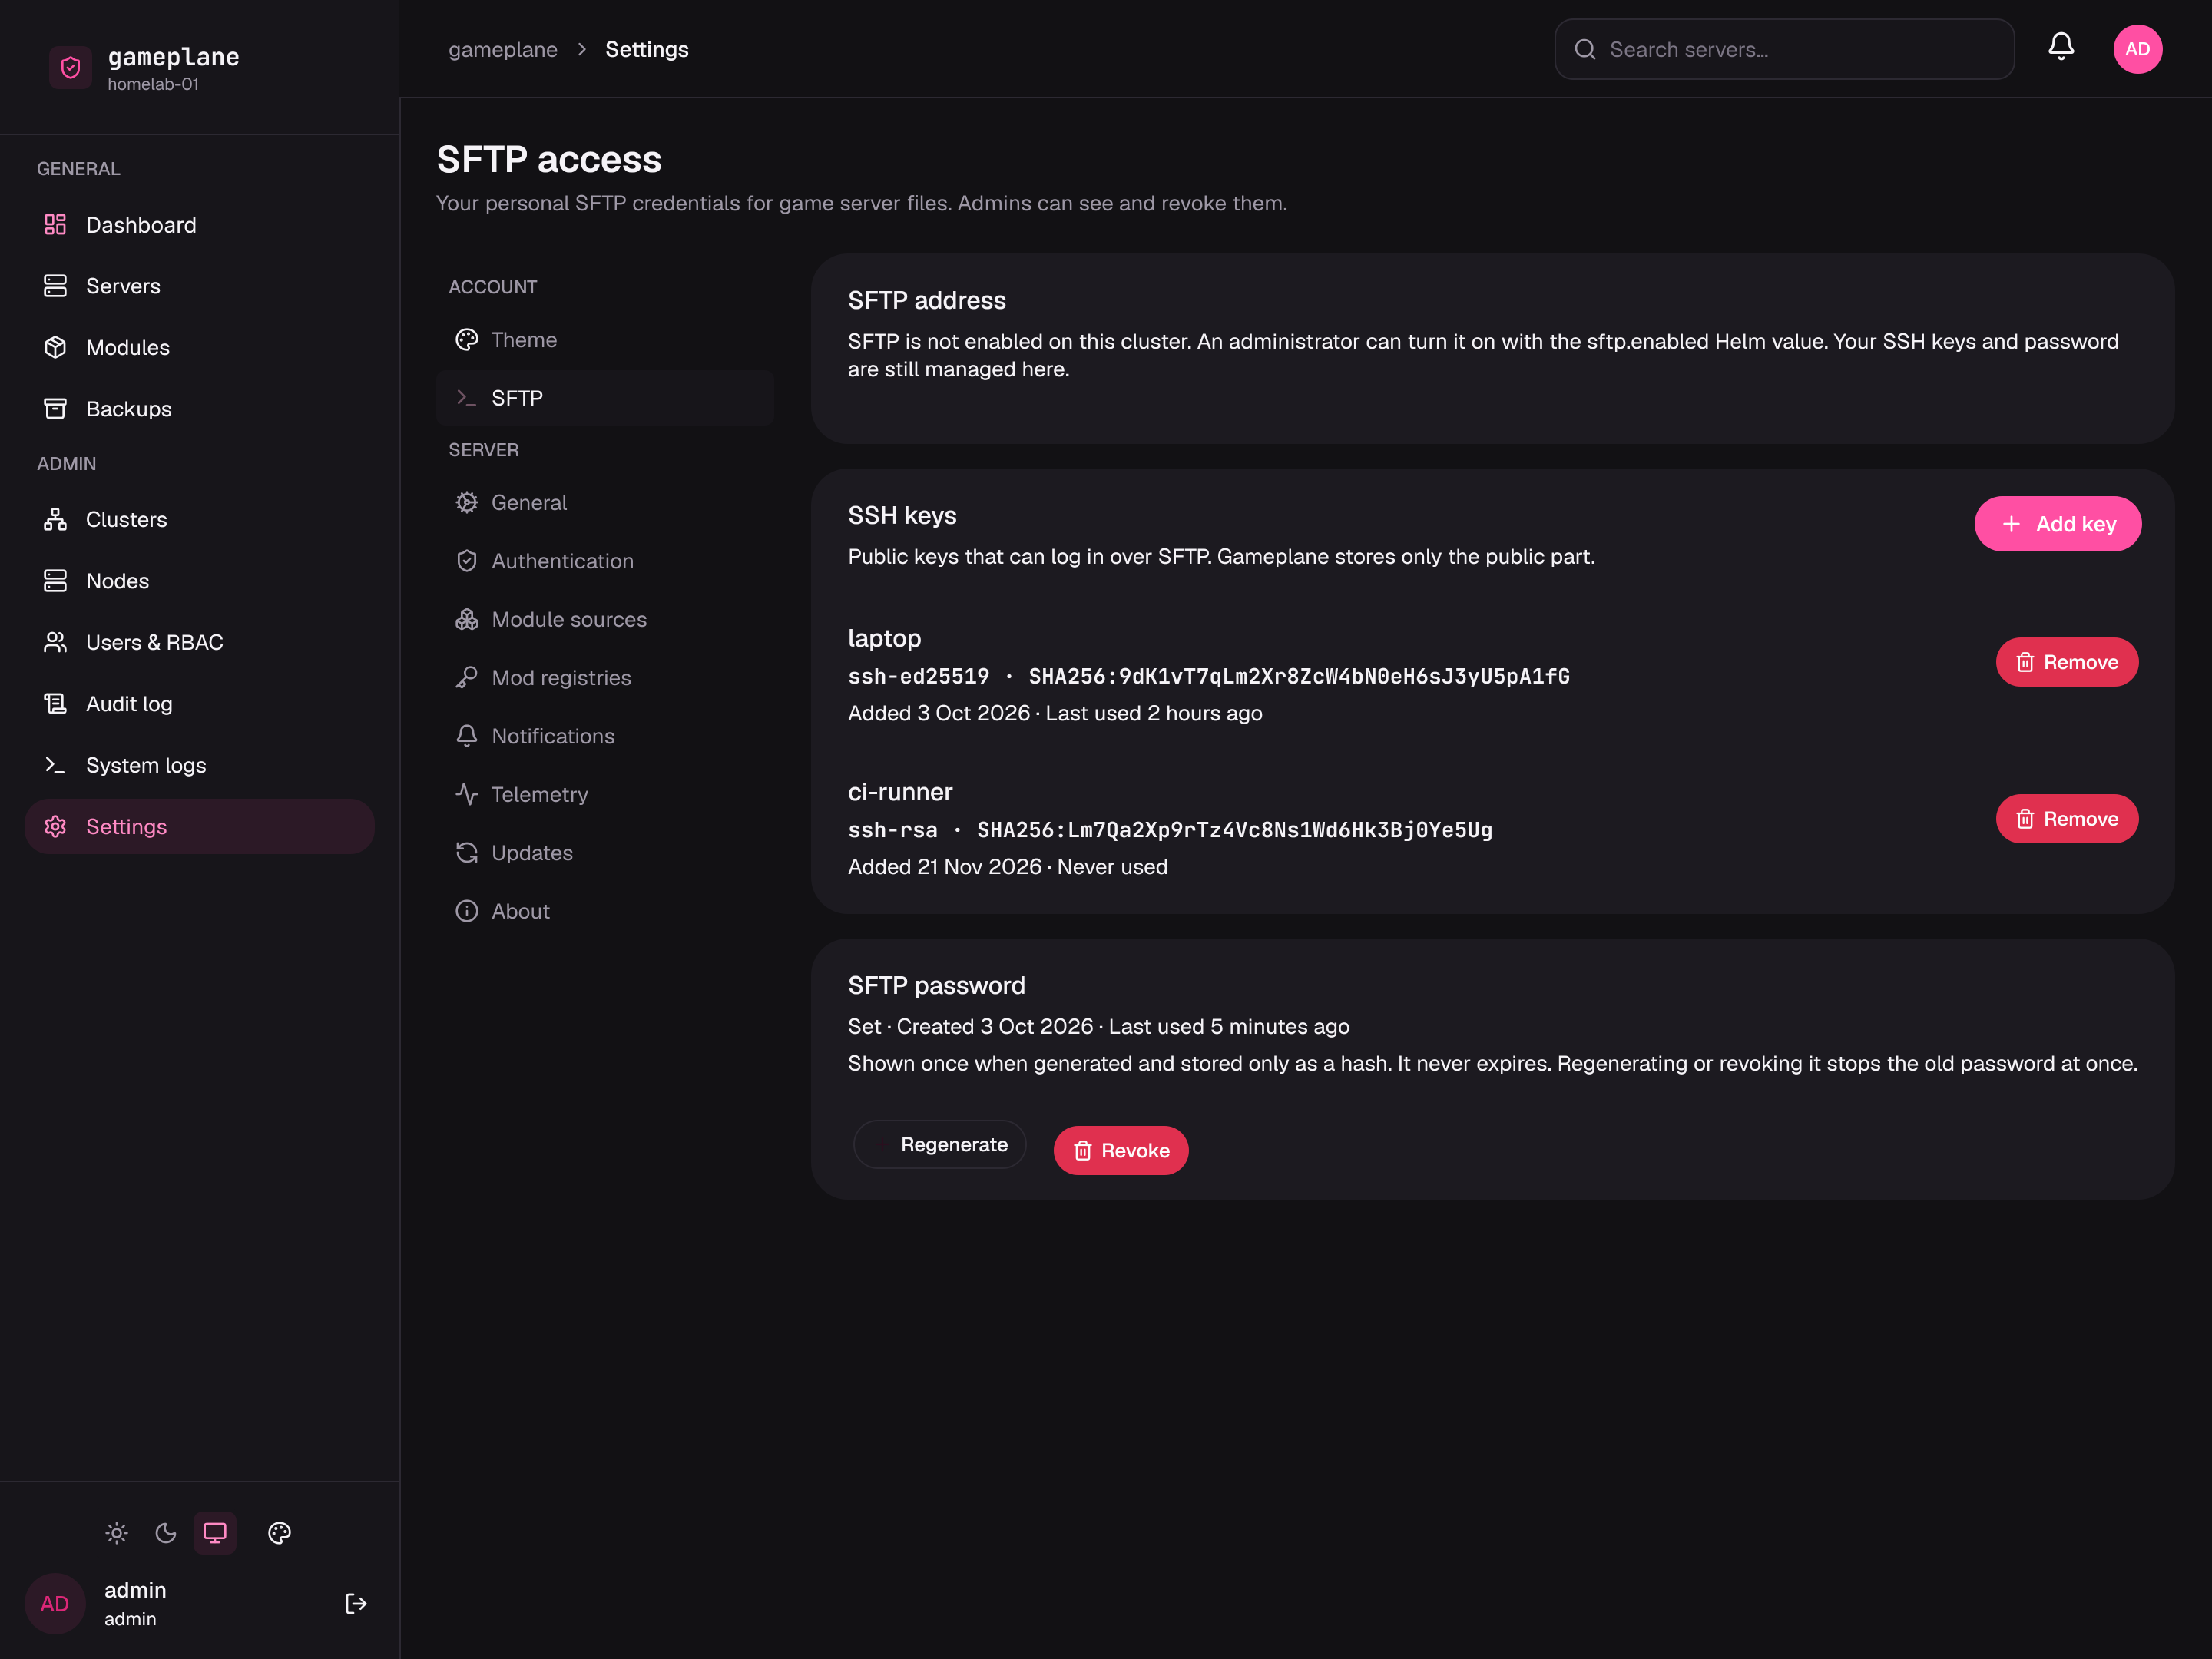 gameplane
homelab-01
GENERAL
Dashboard
Servers
Modules
Backups
ADMIN
Clusters
Nodes
Users & RBAC
Audit log
System logs
Settings
AD
admin
admin
gameplane > Settings
Search servers...
AD
SFTP access
Your personal SFTP credentials for game server files. Admins can see and revoke them.
ACCOUNT
Theme
SFTP
SERVER
General
Authentication
Module sources
Mod registries
Notifications
Telemetry
Updates
About
SFTP address
SFTP is not enabled on this cluster. An administrator can turn it on with the sftp.enabled Helm value. Your SSH keys and password
are still managed here.
SSH keys
Public keys that can log in over SFTP. Gameplane stores only the public part.
Add key
laptop
ssh-ed25519 · SHA256:9dK1vT7qLm2Xr8ZcW4bN0eH6sJ3yU5pA1fG
Added 3 Oct 2026 · Last used 2 hours ago
Remove
ci-runner
ssh-rsa · SHA256:Lm7Qa2Xp9rTz4Vc8Ns1Wd6Hk3Bj0Ye5Ug
Added 21 Nov 2026 · Never used
Remove
SFTP password
Set · Created 3 Oct 2026 · Last used 5 minutes ago
Shown once when generated and stored only as a hash. It never expires. Regenerating or revoking it stops the old password at once.
Regenerate
Revoke